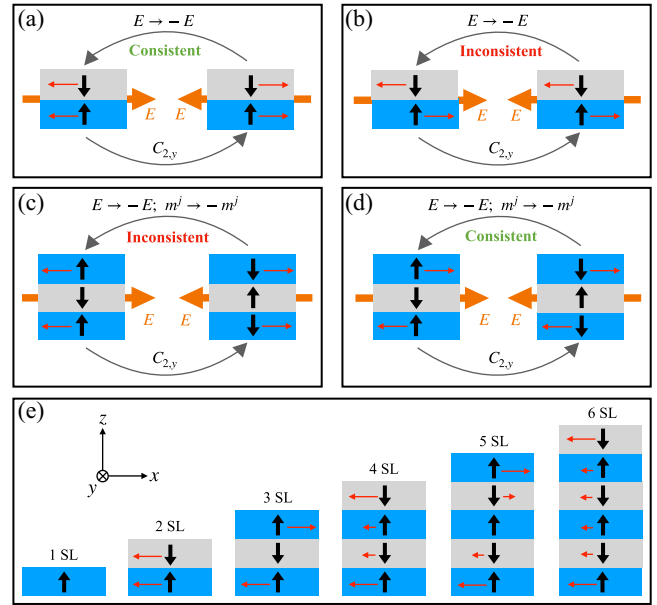 (a)
E → − E
Consistent
E E
C2,y
(b)
E → − E
Inconsistent
E E
C2,y
(c)
E → − E; m^j → − m^j
Inconsistent
E E
C2,y
(d)
E → − E; m^j → − m^j
Consistent
E E
C2,y
(e)
z
y x
1 SL
2 SL
3 SL
4 SL
5 SL
6 SL